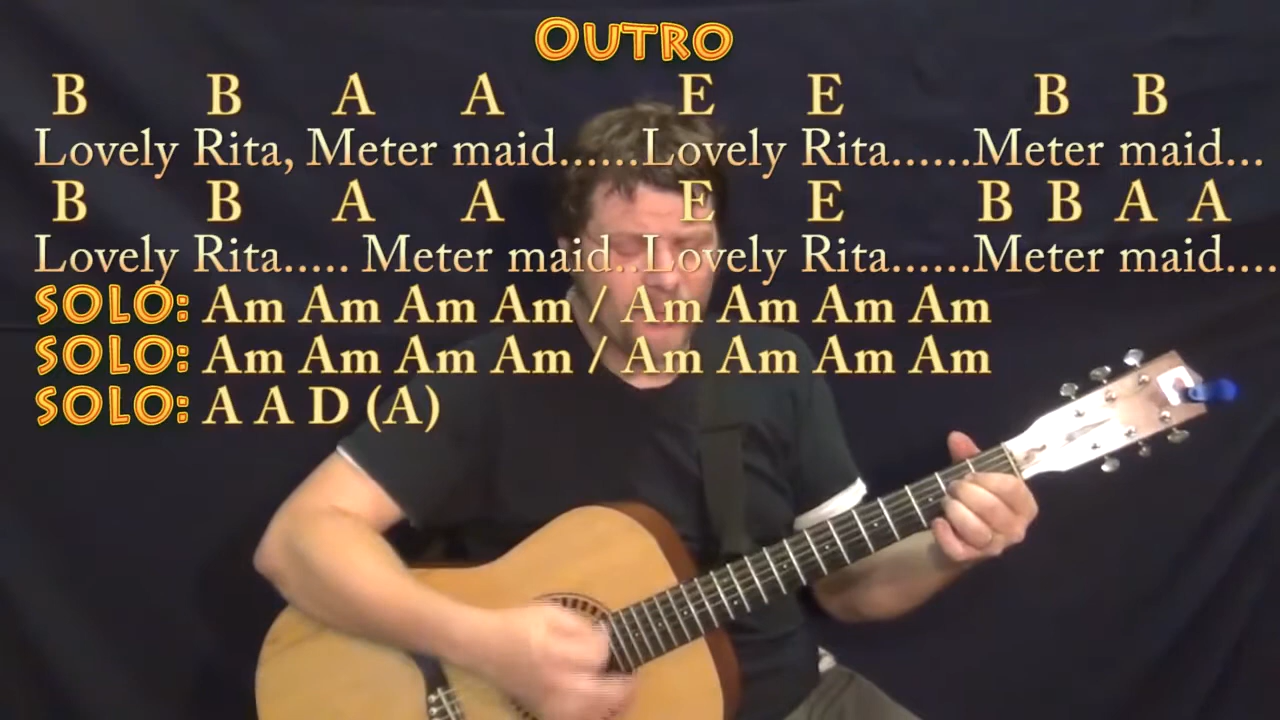 OUTRO
B B A A E E B B
Lovely Rita, Meter maid......Lovely Rita......Meter maid...
B B A A E E B B A A
Lovely Rita..... Meter maid..Lovely Rita......Meter maid....
SOLO: Am Am Am Am / Am Am Am Am
SOLO: Am Am Am Am / Am Am Am Am
SOLO: A A D (A)